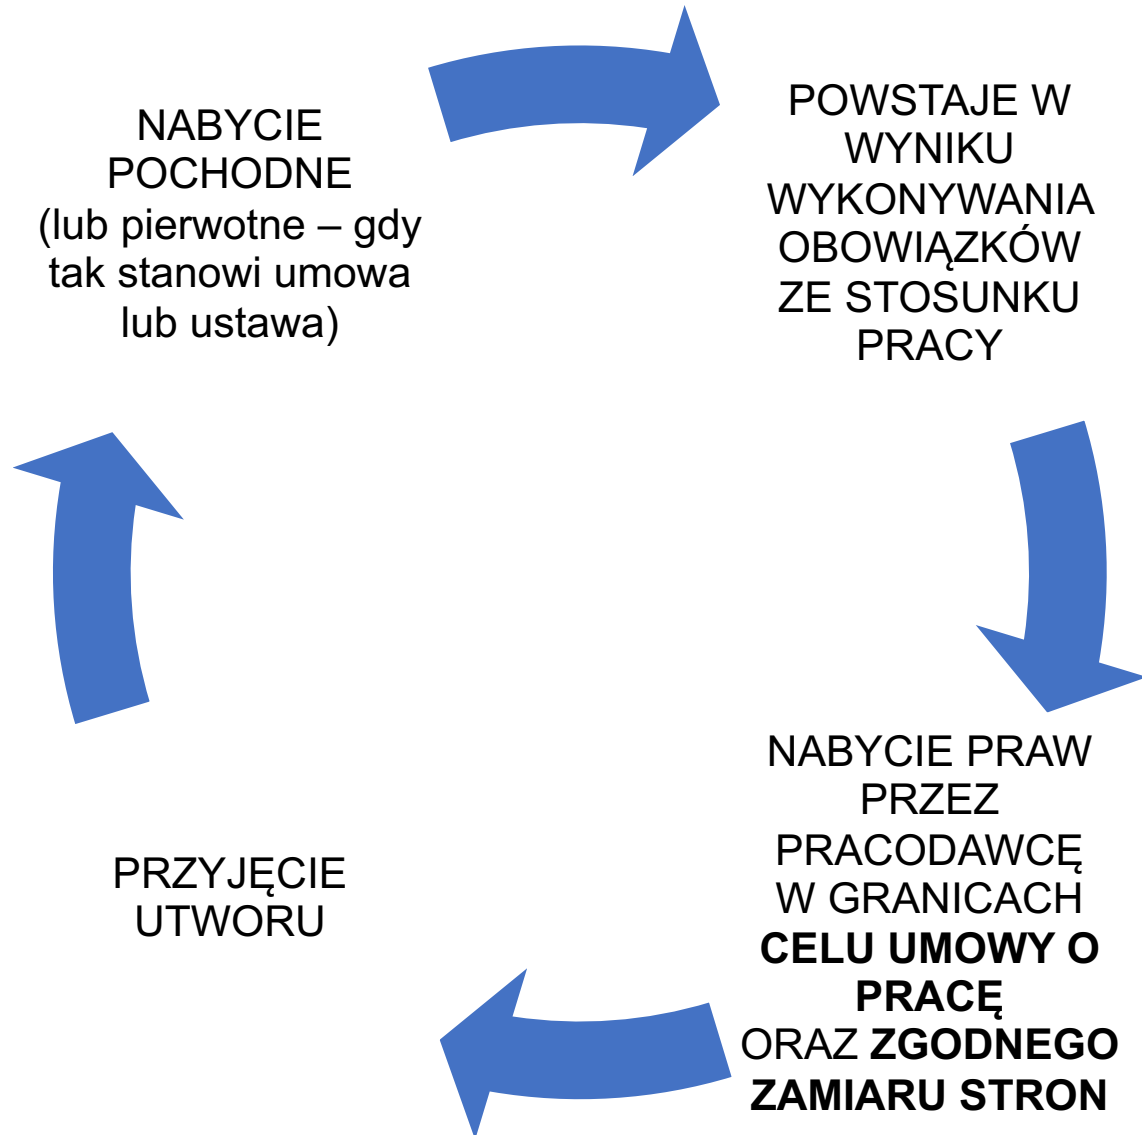 NABYCIE
POCHODNE
(lub pierwotne – gdy
tak stanowi umowa
lub ustawa)
POWSTAJE W
WYNIKU
WYKONYWANIA
OBOWIĄZKÓW
ZE STOSUNKU
PRACY
NABYCIE PRAW
PRZEZ
PRACODAWCĘ
W GRANICACH
CELU UMOWY O
PRACĘ
ORAZ ZGODNEGO
ZAMIARU STRON
PRZYJĘCIE
UTWORU